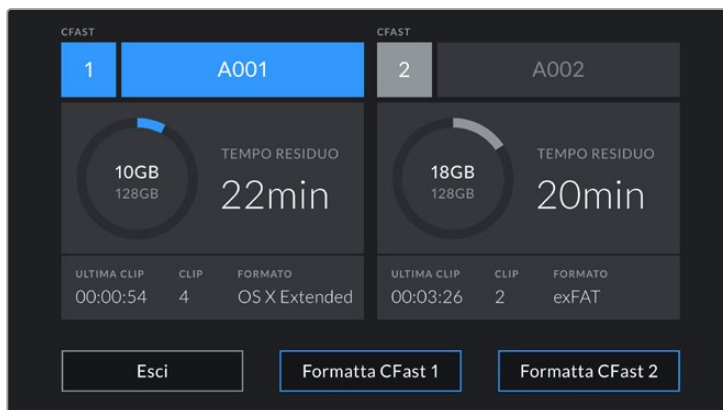 CFAST
1 A001
10GB
128GB
TEMPO RESIDUO
22min
ULTIMA CLIP CLIP FORMATO
00:00:54 4 OS X Extended
CFAST
2 A002
18GB
128GB
TEMPO RESIDUO
20min
ULTIMA CLIP CLIP FORMATO
00:03:26 2 exFAT
Esci Formatta CFast 1 Formatta CFast 2